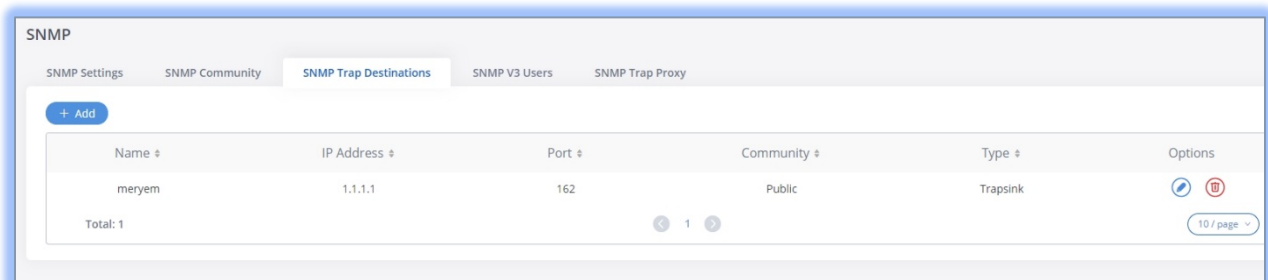 SNMP
SNMP Settings SNMP Community SNMP Trap Destinations SNMP V3 Users SNMP Trap Proxy
+ Add
Name IP Address Port Community Type Options
meryem 1.1.1.1 162 Public Trapsink
Total: 1 1 10 / page